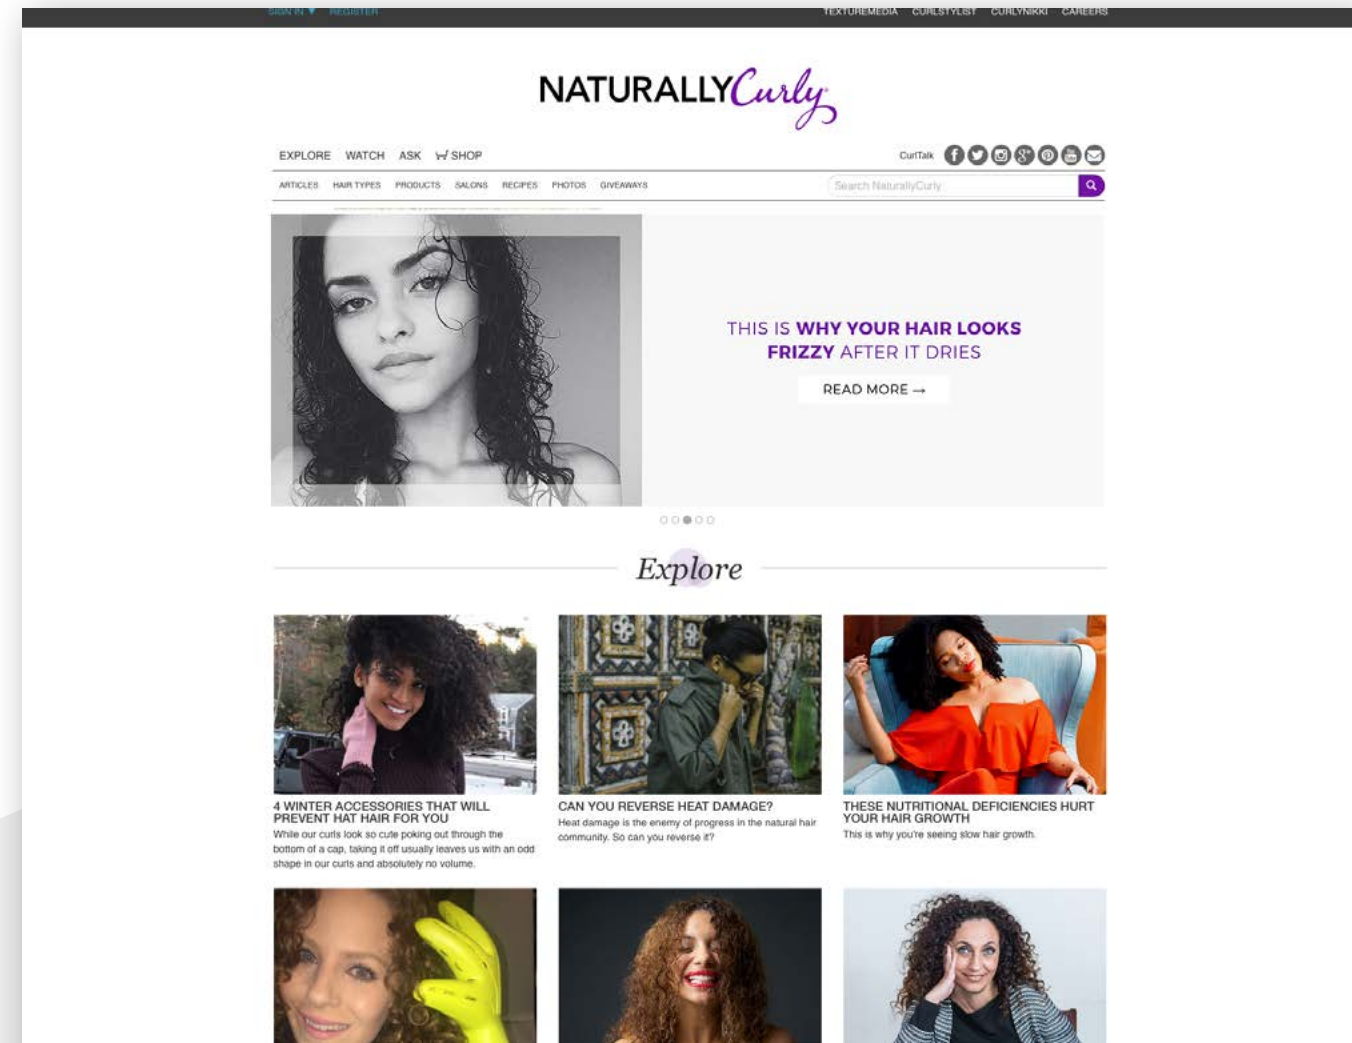 SIGN IN ▼ REGISTER
TEXTUREMEDIA CURLSTYLIST CURLYNIKKI CAREERS
NATURALLYCurly
EXPLORE WATCH ASK SHOP
CurlTalk
ARTICLES HAIR TYPES PRODUCTS SALONS RECIPES PHOTOS GIVEAWAYS
Search NaturallyCurly
THIS IS WHY YOUR HAIR LOOKS
FRIZZY AFTER IT DRIES
READ MORE →
Explore
4 WINTER ACCESSORIES THAT WILL
PREVENT HAT HAIR FOR YOU
While our curls look so cute poking out through the
bottom of a cap, taking it off usually leaves us with an odd
shape in our curls and absolutely no volume.
CAN YOU REVERSE HEAT DAMAGE?
Heat damage is the enemy of progress in the natural hair
community. So can you reverse it?
THESE NUTRITIONAL DEFICIENCIES HURT
YOUR HAIR GROWTH
This is why you're seeing slow hair growth.